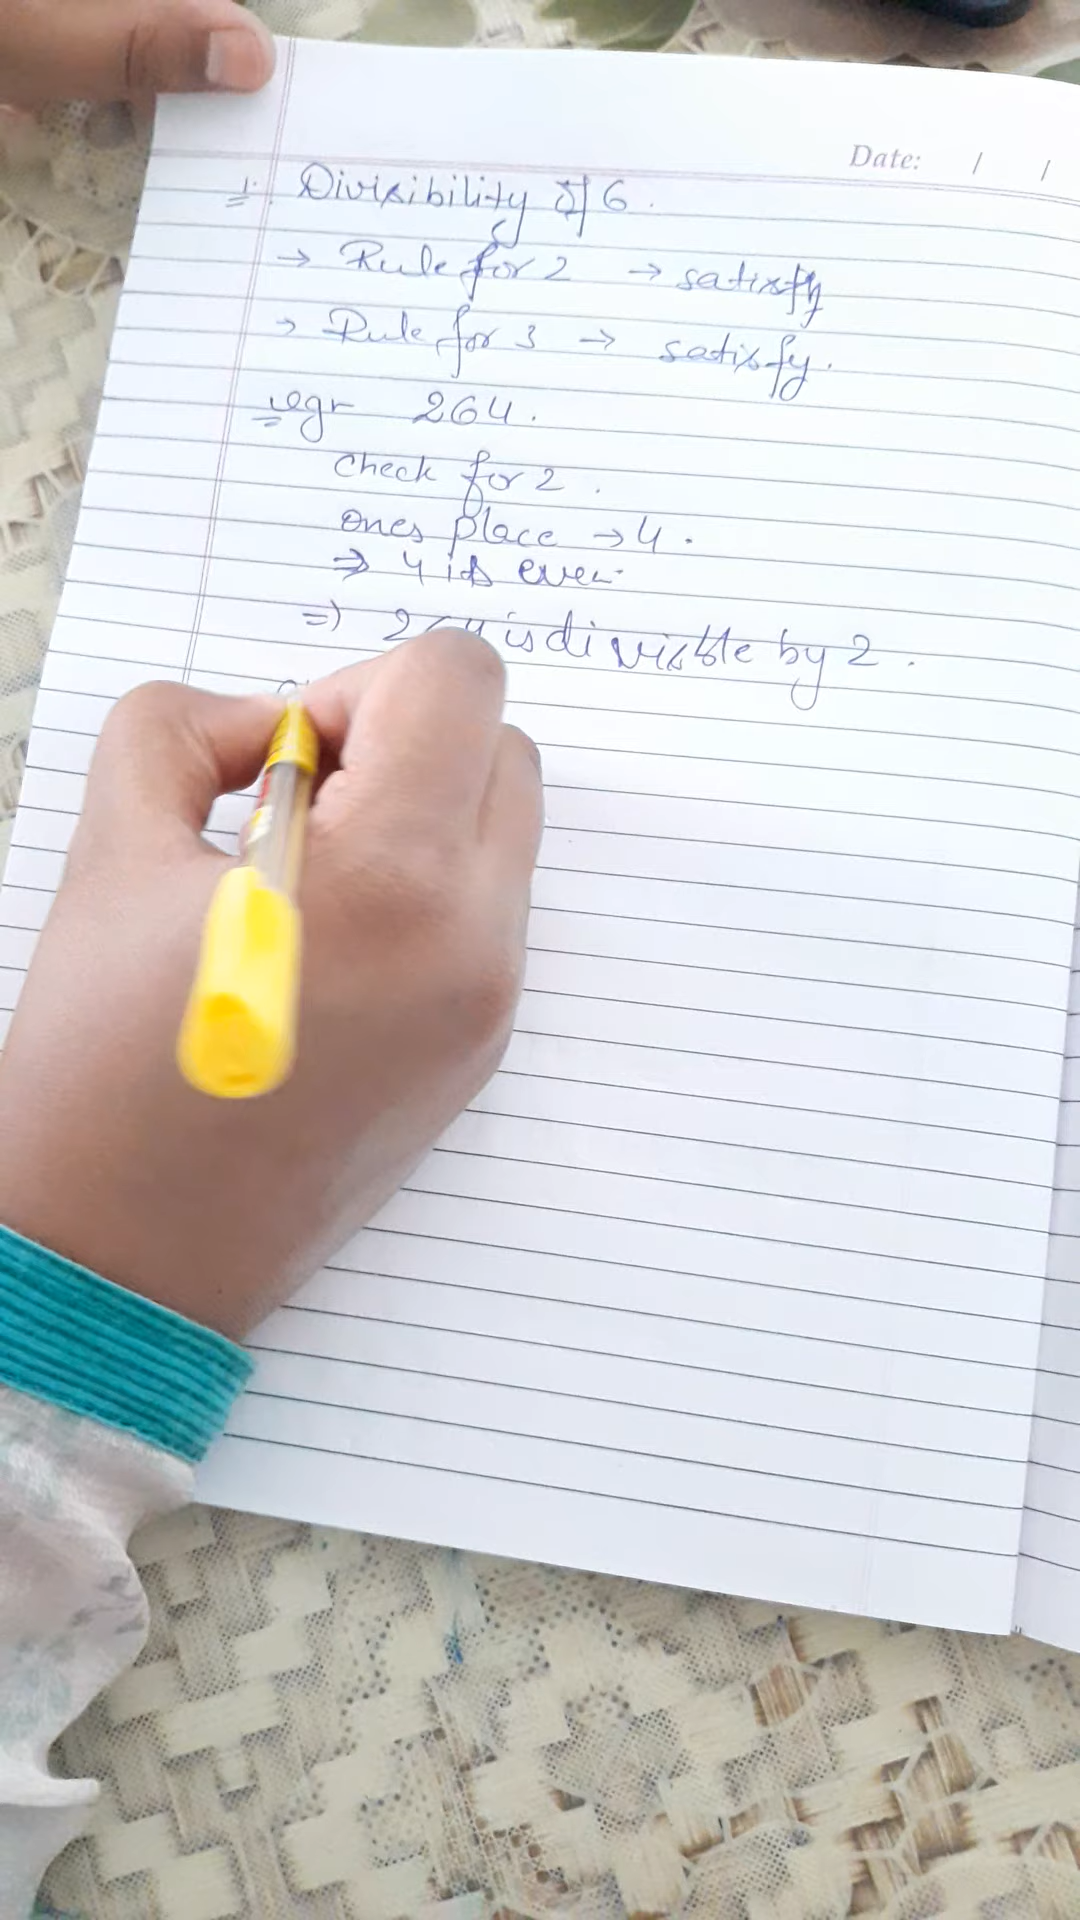 Date: / /
1. Divisibility of 6.
→ Rule for 2 → satisfy
→ Rule for 3 → satisfy.
egr 264.
Check for 2.
ones place → 4.
⇒ 4 is even.
⇒ 264 is divisible by 2.